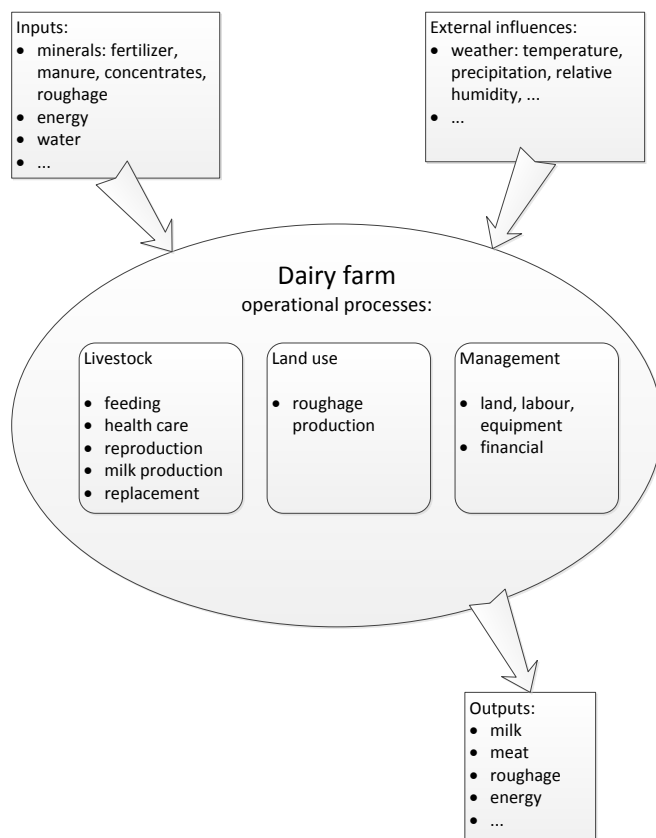 Inputs:
• minerals: fertilizer,
manure, concentrates,
roughage
• energy
• water
• ...
External influences:
• weather: temperature,
precipitation, relative
humidity, ...
• ...
Dairy farm
operational processes:
Livestock
• feeding
• health care
• reproduction
• milk production
• replacement
Land use
• roughage
production
Management
• land, labour,
equipment
• financial
Outputs:
• milk
• meat
• roughage
• energy
• ...